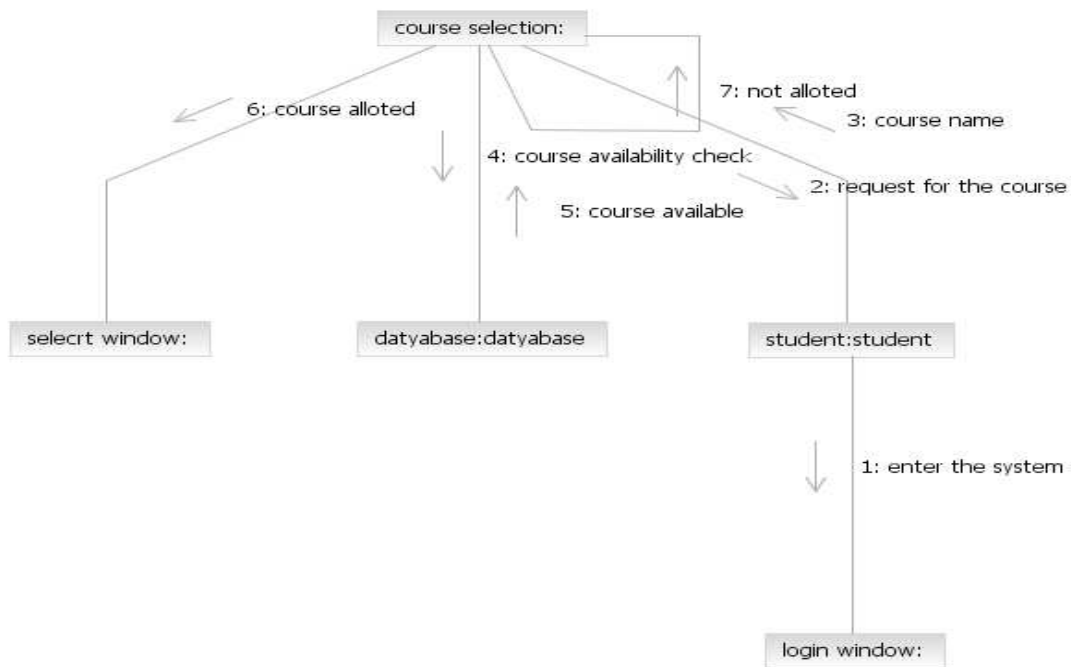 course selection:
6: course alloted
7: not alloted
3: course name
4: course availability check
2: request for the course
5: course available
selecrt window:
datyabase:datyabase
student:student
1: enter the system
login window: